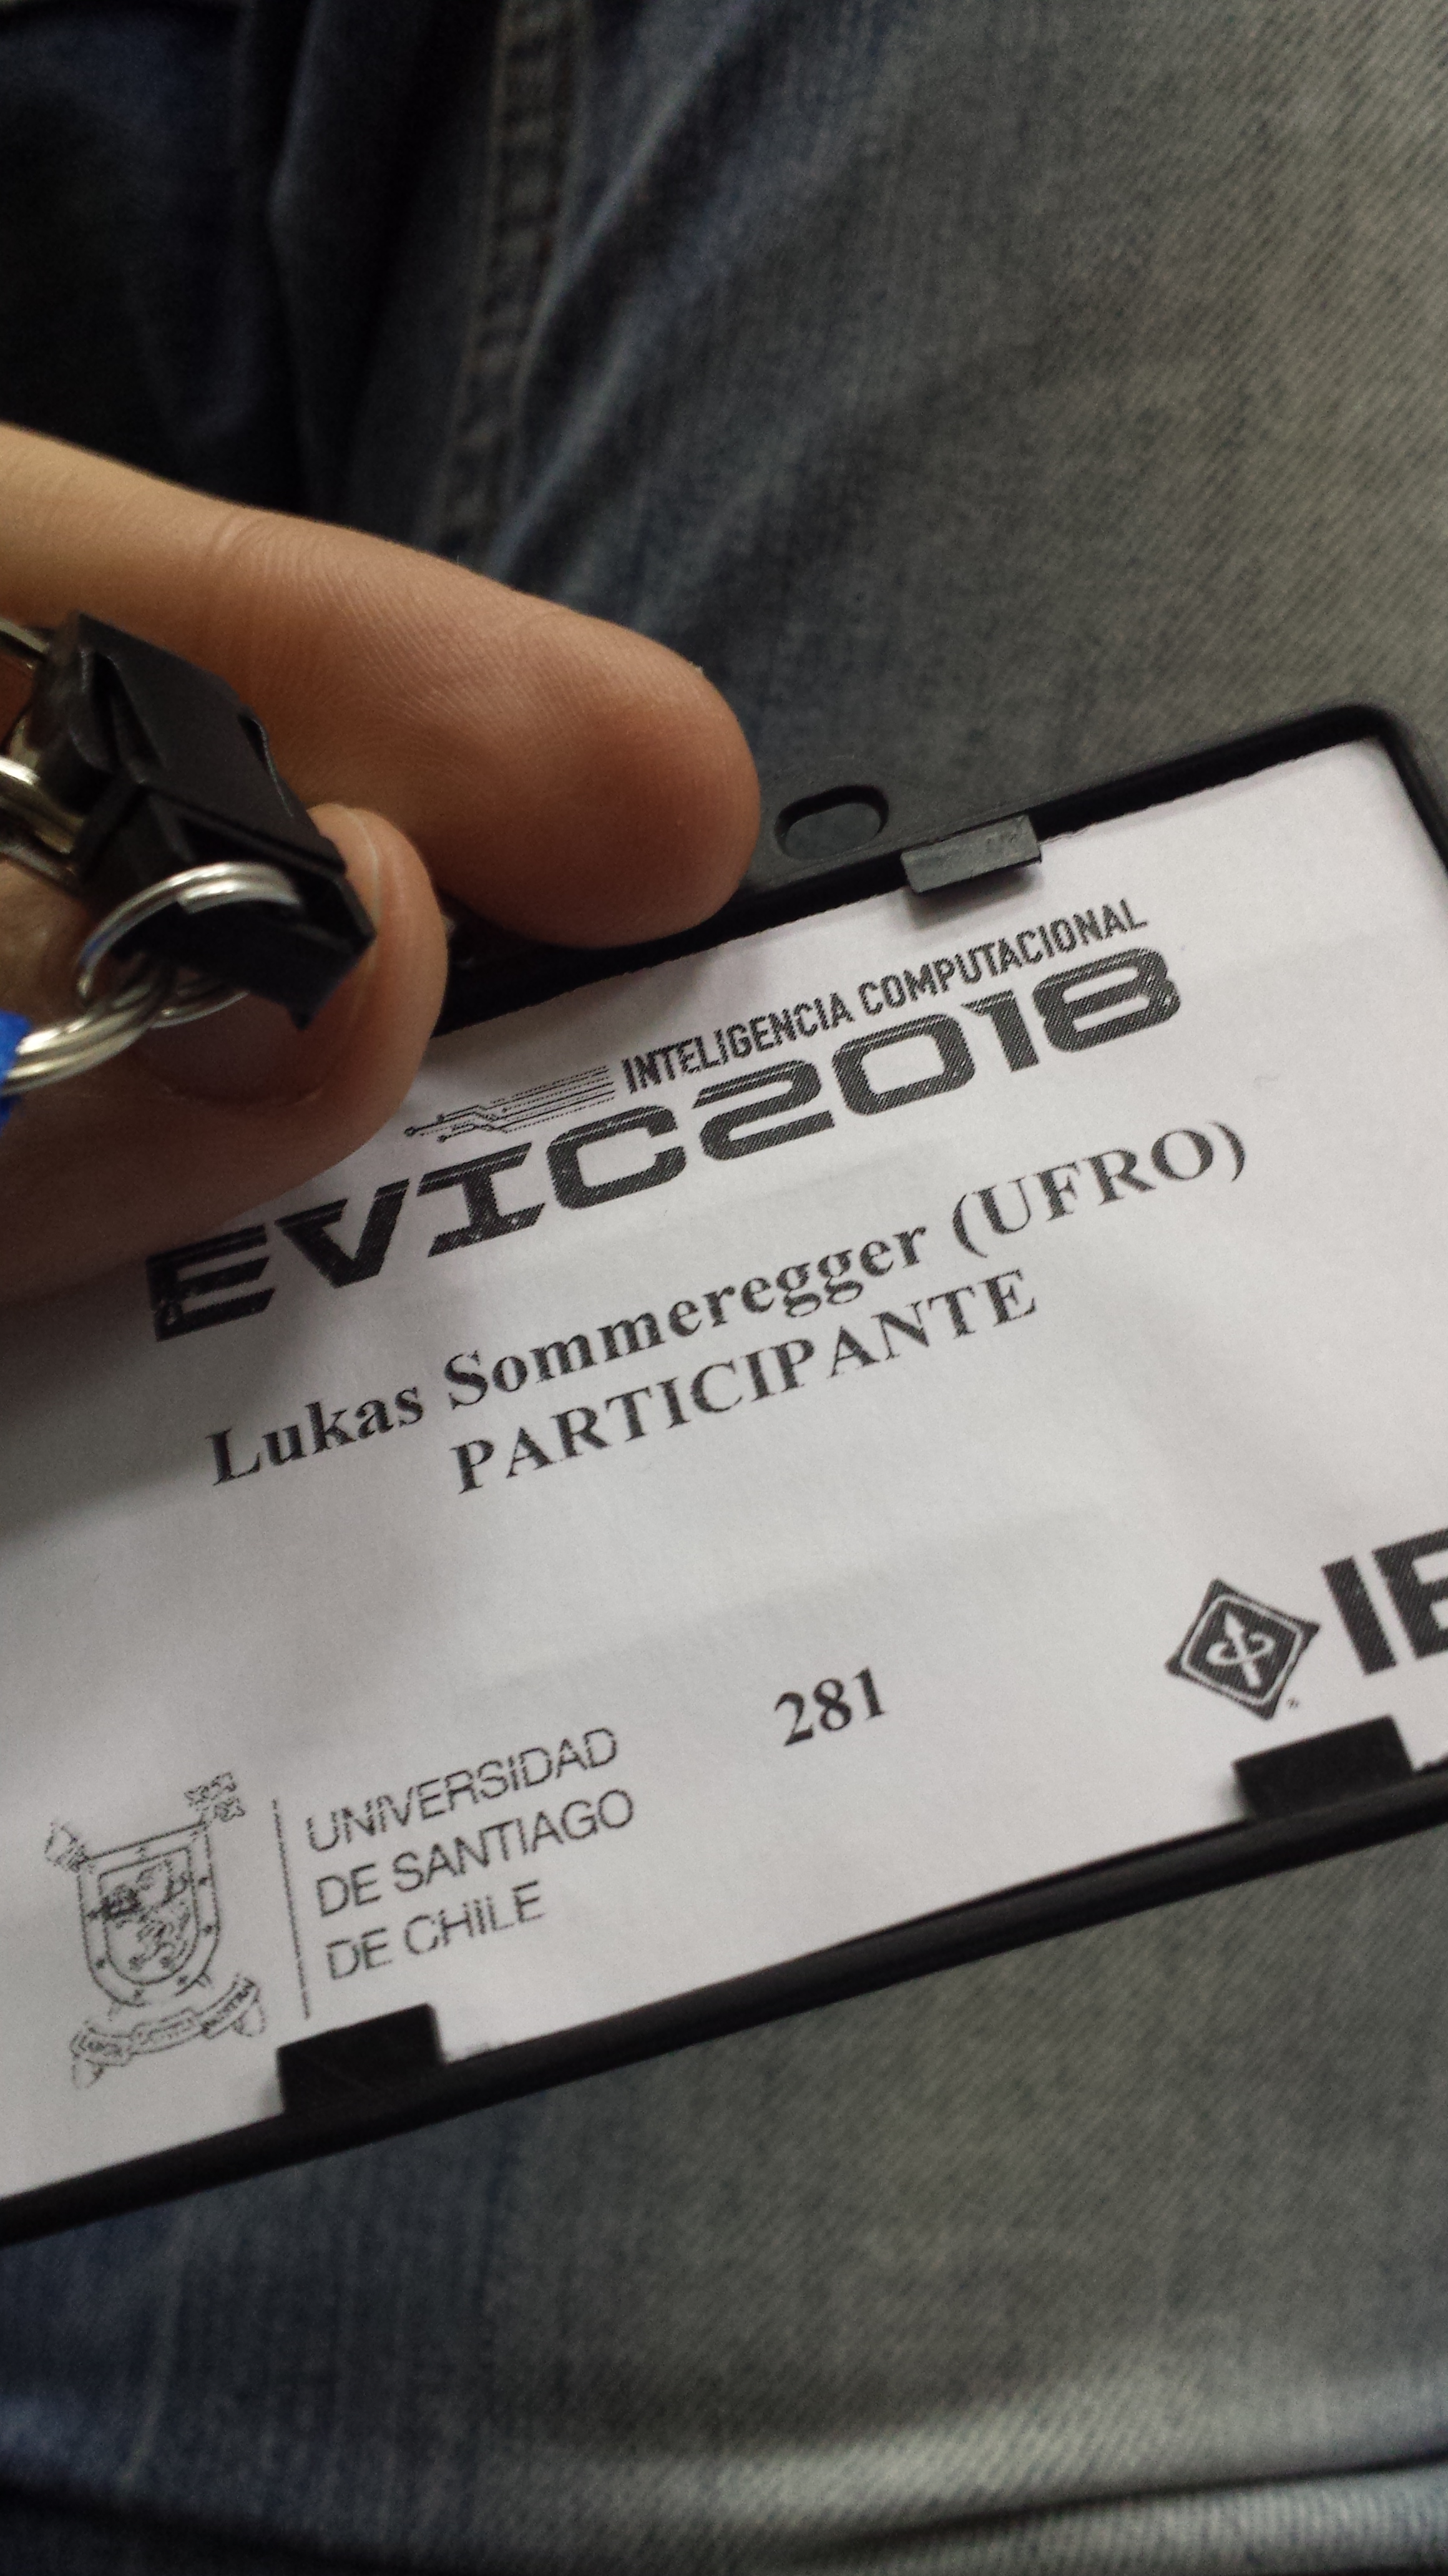 INTELIGENCIA COMPUTACIONAL
EVIC2018
Lukas Sommeregger (UFRO)
PARTICIPANTE
281
UNIVERSIDAD
DE SANTIAGO
DE CHILE